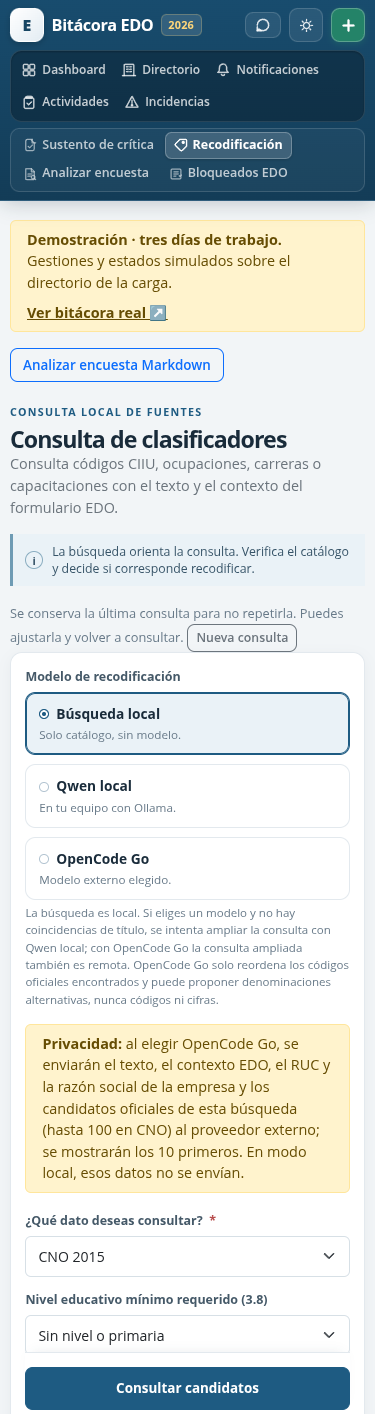 E Bitácora EDO 2026
Dashboard Directorio Notificaciones
Actividades Incidencias
Sustento de crítica Recodificación
Analizar encuesta Bloqueados EDO
Demostración · tres días de trabajo.
Gestiones y estados simulados sobre el
directorio de la carga.
Ver bitácora real ↗
Analizar encuesta Markdown
CONSULTA LOCAL DE FUENTES
Consulta de clasificadores
Consulta códigos CIIU, ocupaciones, carreras o
capacitaciones con el texto y el contexto del
formulario EDO.
La búsqueda orienta la consulta. Verifica el catálogo
y decide si corresponde recodificar.
Se conserva la última consulta para no repetirla. Puedes
ajustarla y volver a consultar. Nueva consulta
Modelo de recodificación
Búsqueda local
Solo catálogo, sin modelo.
Qwen local
En tu equipo con Ollama.
OpenCode Go
Modelo externo elegido.
La búsqueda es local. Si eliges un modelo y no hay
coincidencias de título, se intenta ampliar la consulta con
Qwen local; con OpenCode Go la consulta ampliada
también es remota. OpenCode Go solo reordena los códigos
oficiales encontrados y puede proponer denominaciones
alternativas, nunca códigos ni cifras.
Privacidad: al elegir OpenCode Go, se
enviarán el texto, el contexto EDO, el RUC y
la razón social de la empresa y los
candidatos oficiales de esta búsqueda
(hasta 100 en CNO) al proveedor externo;
se mostrarán los 10 primeros. En modo
local, esos datos no se envían.
¿Qué dato deseas consultar? *
CNO 2015
Nivel educativo mínimo requerido (3.8)
Sin nivel o primaria
Consultar candidatos